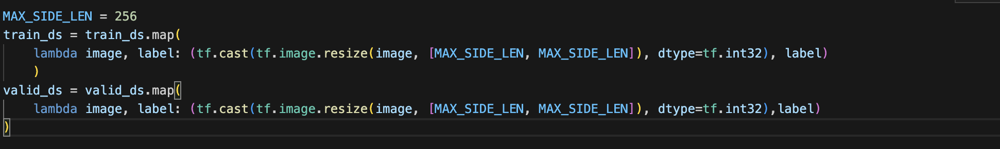 MAX_SIDE_LEN = 256
train_ds = train_ds.map(
    lambda image, label: (tf.cast(tf.image.resize(image, [MAX_SIDE_LEN, MAX_SIDE_LEN]), dtype=tf.int32), label)
    )
valid_ds = valid_ds.map(
    lambda image, label: (tf.cast(tf.image.resize(image, [MAX_SIDE_LEN, MAX_SIDE_LEN]), dtype=tf.int32),label)
)